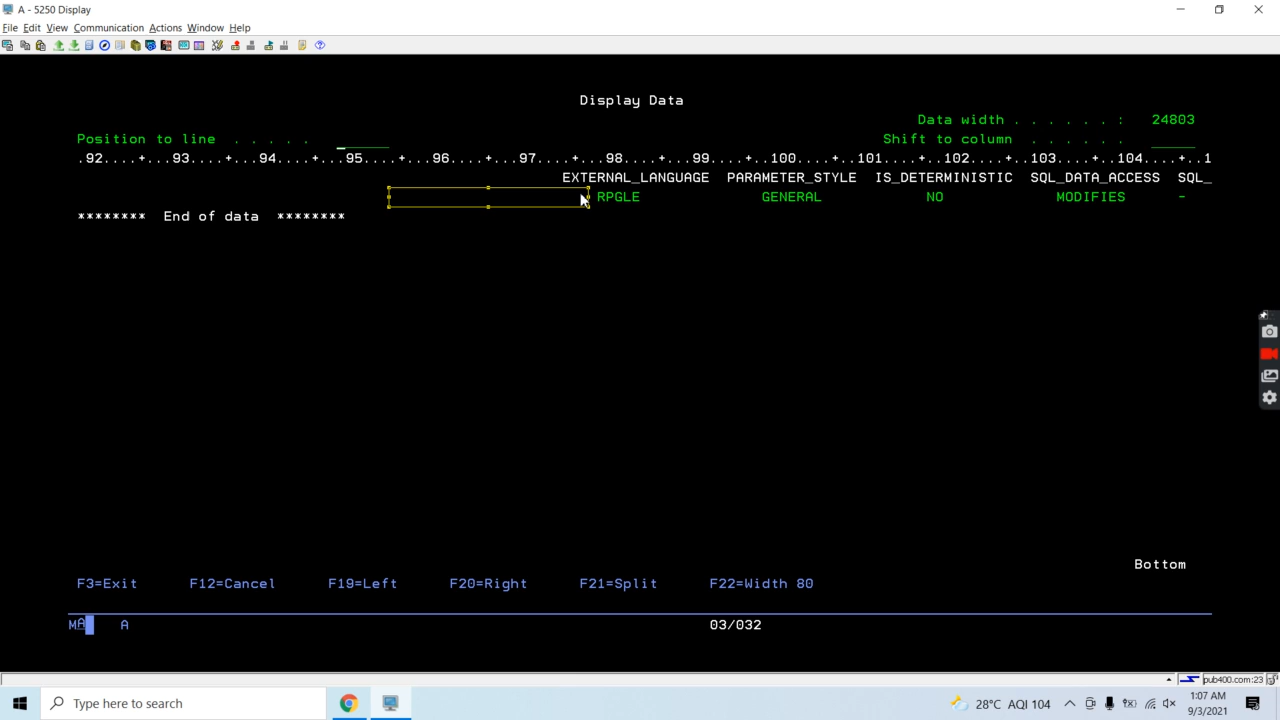 A - 5250 Display
File Edit View Communication Actions Window Help
Display Data
Data width . . . . . . : 24803
Position to line . . . . . Shift to column . . . . . .
.92....+...93....+...94....+...95....+...96....+...97....+...98....+...99....+...100....+...101....+...102....+...103....+...104....+..1
EXTERNAL_LANGUAGE PARAMETER_STYLE IS_DETERMINISTIC SQL_DATA_ACCESS SQL_
RPGLE GENERAL NO MODIFIES -
******** End of data ********
Bottom
F3=Exit F12=Cancel F19=Left F20=Right F21=Split F22=Width 80
MA A 03/032
pub400.com:23
Type here to search
28°C AQI 104
1:07 AM
9/3/2021